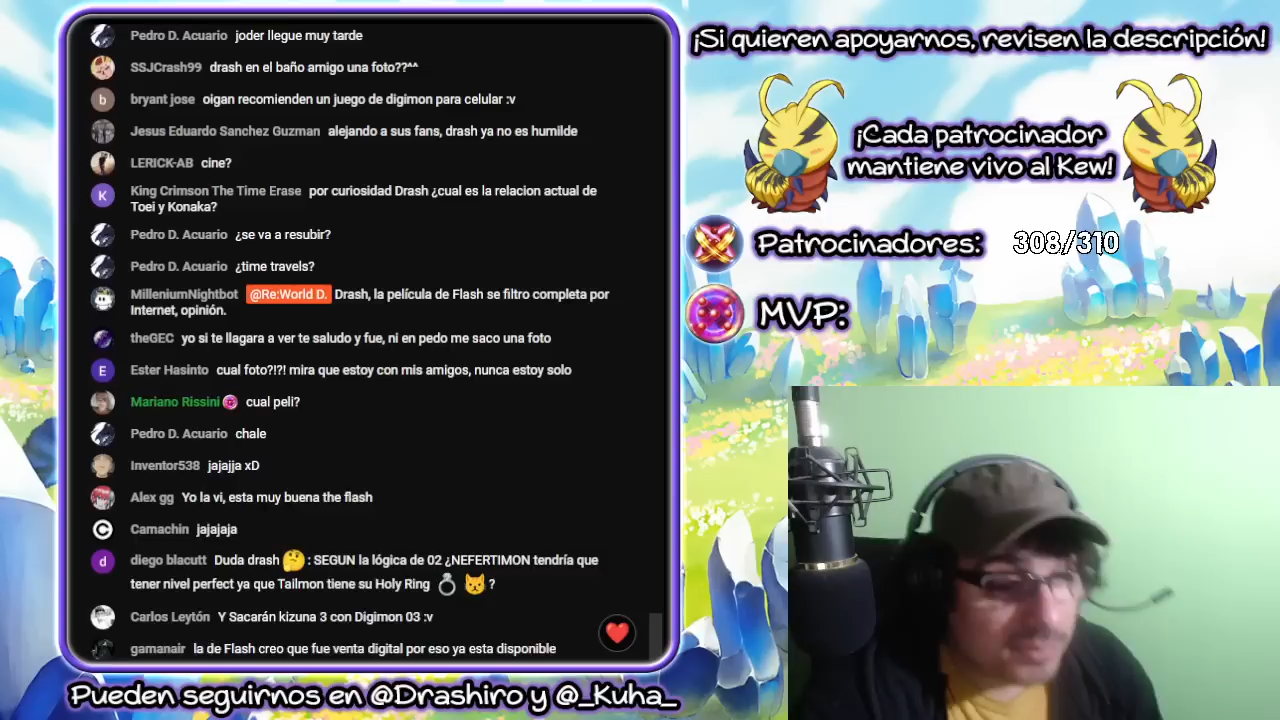 Pedro D. Acuario joder llegue muy tarde
SSJCrash99 drash en el baño amigo una foto??^^
b bryant jose oigan recomienden un juego de digimon para celular :v
Jesus Eduardo Sanchez Guzman alejando a sus fans, drash ya no es humilde
LERICK-AB cine?
K King Crimson The Time Erase por curiosidad Drash ¿cual es la relacion actual de
Toei y Konaka?
Pedro D. Acuario ¿se va a resubir?
Pedro D. Acuario ¿time travels?
MilleniumNightbot @Re:World D. Drash, la película de Flash se filtro completa por
Internet, opinión.
theGEC yo si te llagara a ver te saludo y fue, ni en pedo me saco una foto
E Ester Hasinto cual foto?!?! mira que estoy con mis amigos, nunca estoy solo
Mariano Rissini cual peli?
Pedro D. Acuario chale
Inventor538 jajajja xD
Alex gg Yo la vi, esta muy buena the flash
C Camachin jajajaja
d diego blacutt Duda drash 🤔 : SEGUN la lógica de 02 ¿NEFERTIMON tendría que
tener nivel perfect ya que Tailmon tiene su Holy Ring 💍 😼 ?
Carlos Leytón Y Sacarán kizuna 3 con Digimon 03 :v
gamanair la de Flash creo que fue venta digital por eso ya esta disponible
Pueden seguirnos en @Drashiro y @_Kuha_
¡Si quieren apoyarnos, revisen la descripción!
¡Cada patrocinador
mantiene vivo al Kew!
Patrocinadores: 308/310
MVP: